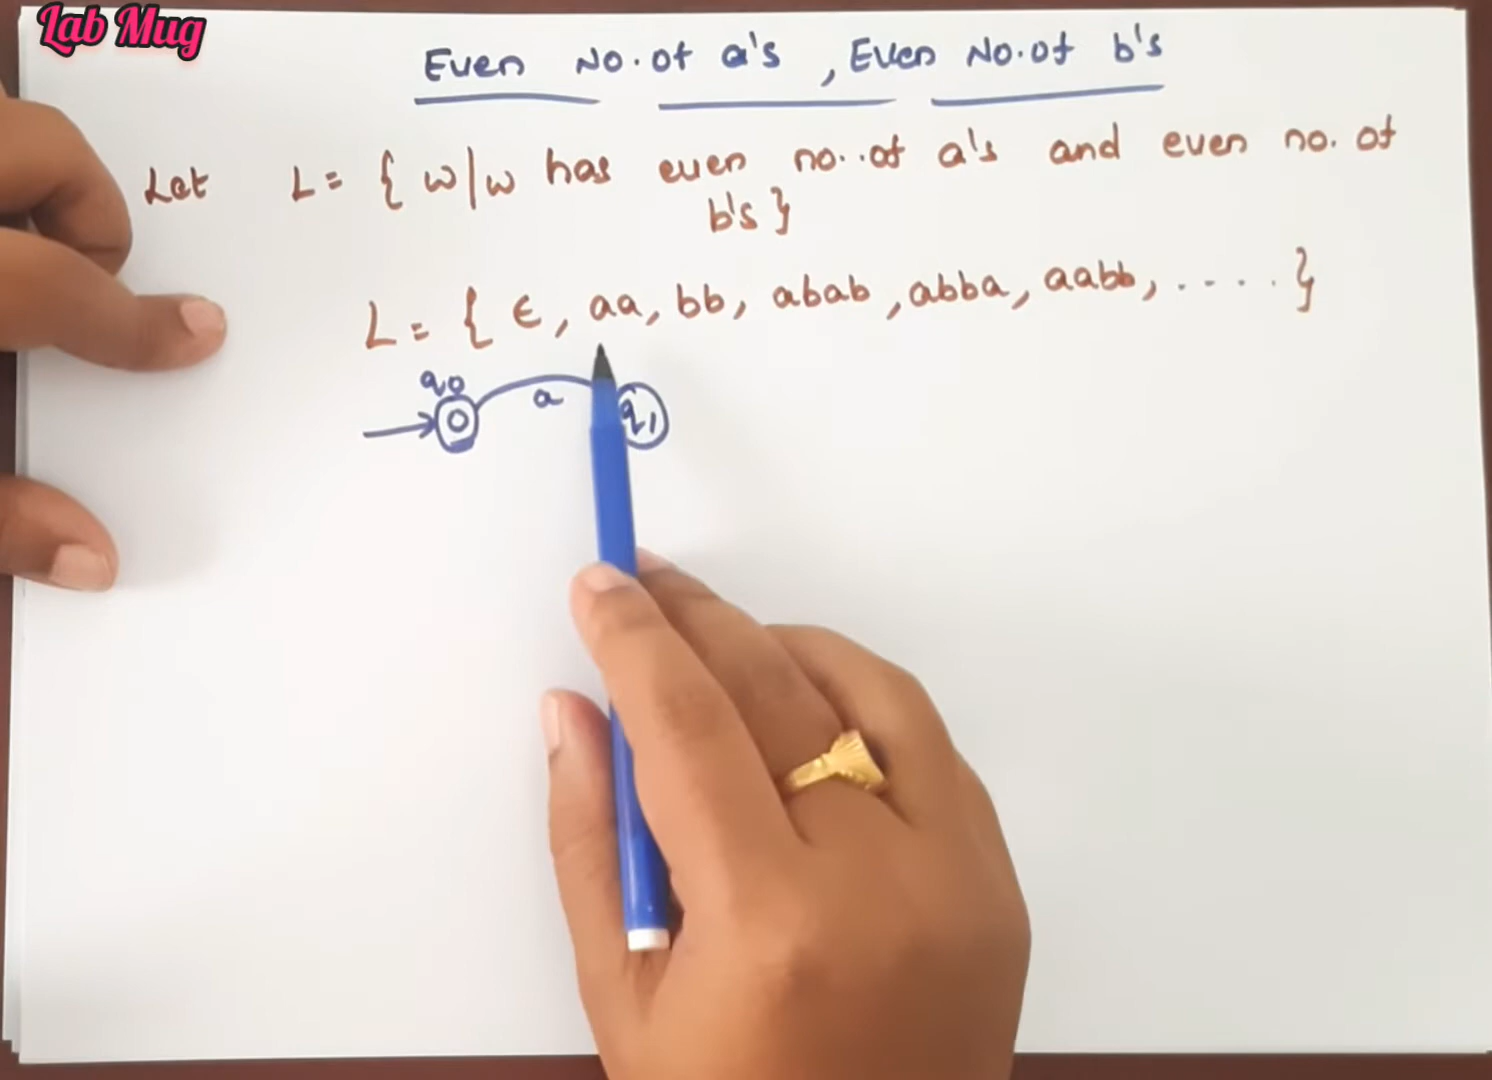 Lab Mug
Even No. of a's , Even No. of b's
Let L = { w/w has even no. of a's and even no. of
b's }
L = { ϵ, aa, bb, abab, abba, aabb, ..... }
q0
a
q1